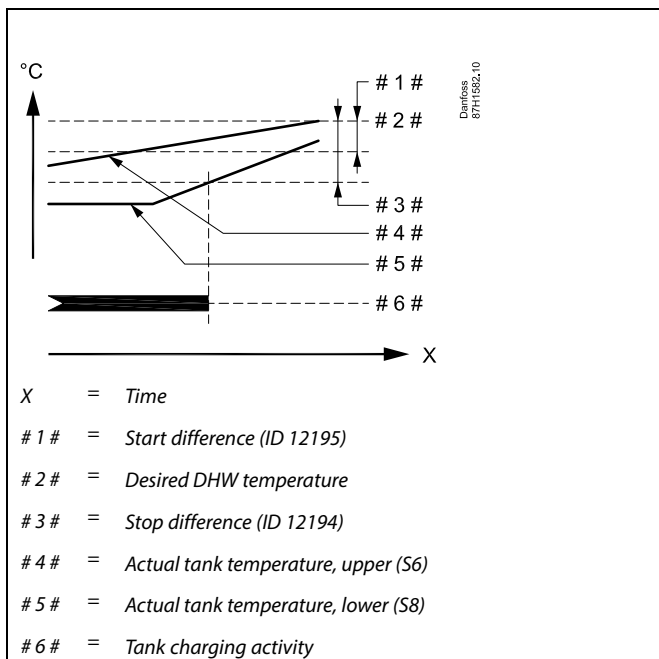 °C
# 1 #
# 2 #
Danfoss
87H1582.10
# 3 #
# 4 #
# 5 #
# 6 #
X
X = Time
# 1 # = Start difference (ID 12195)
# 2 # = Desired DHW temperature
# 3 # = Stop difference (ID 12194)
# 4 # = Actual tank temperature, upper (S6)
# 5 # = Actual tank temperature, lower (S8)
# 6 # = Tank charging activity